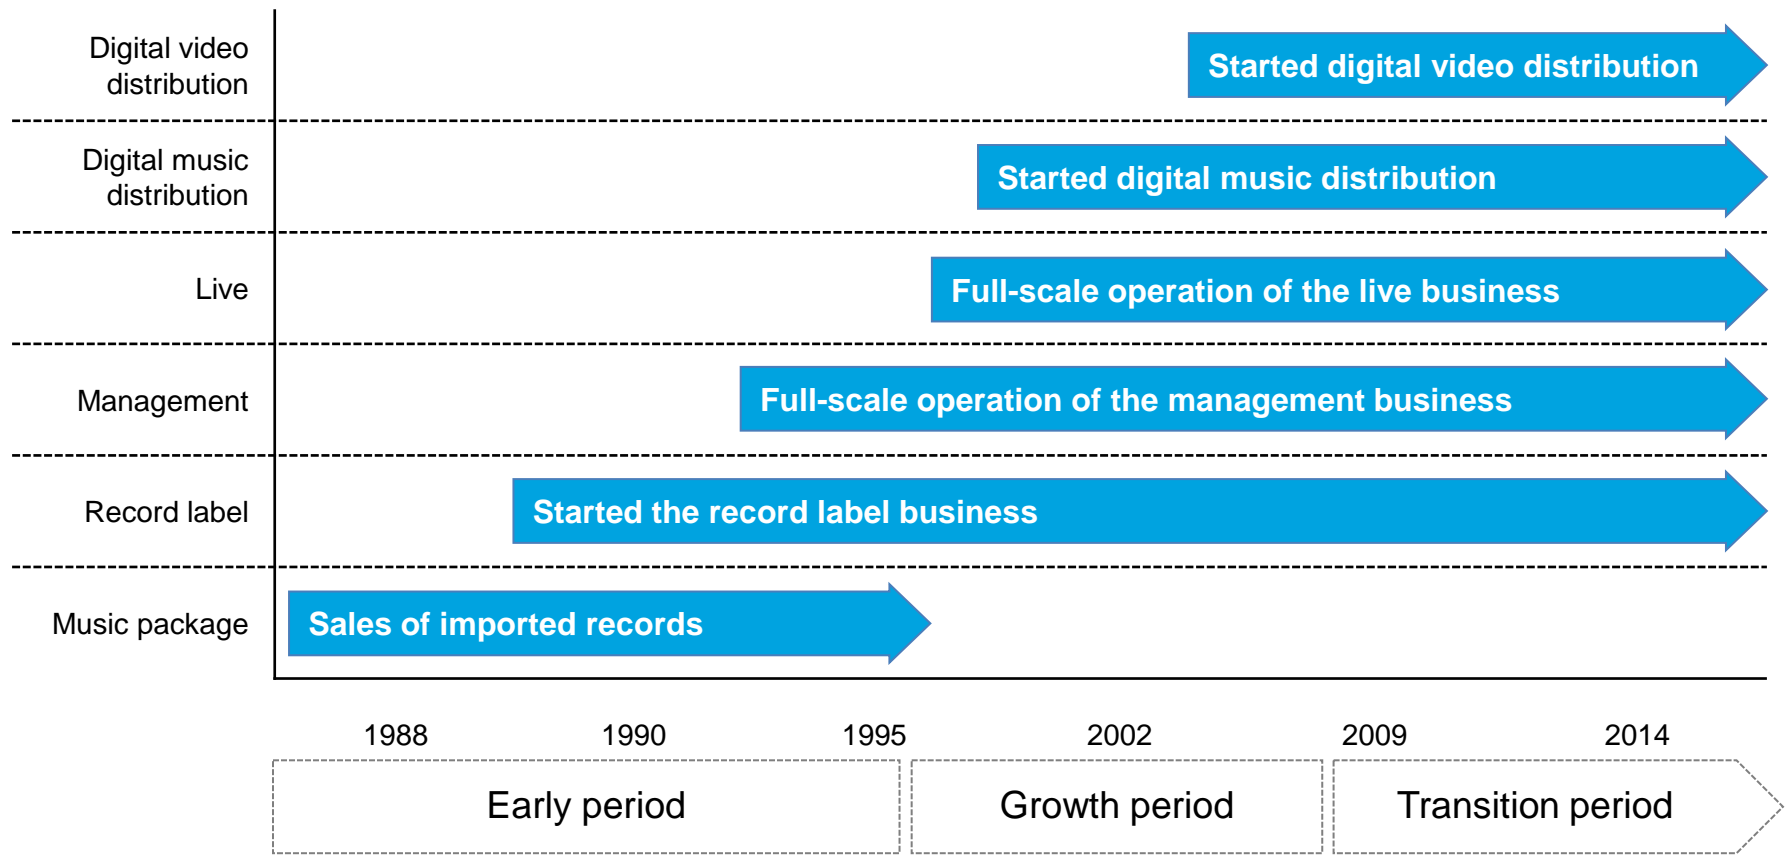 Digital video
distribution
Started digital video distribution
Digital music
distribution
Started digital music distribution
Live
Full-scale operation of the live business
Management
Full-scale operation of the management business
Record label
Started the record label business
Music package
Sales of imported records
1988 1990 1995 2002 2009 2014
Early period Growth period Transition period